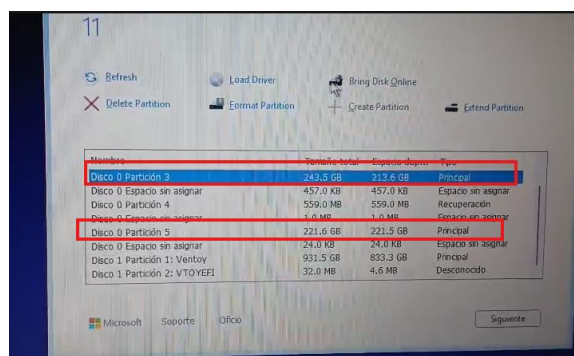 11
Refresh Load Driver Bring Disk Online
Delete Partition Format Partition Create Partition Extend Partition
Nombre Tamaño total Espacio disp... Tipo
Disco 0 Partición 3 243.5 GB 213.6 GB Principal
Disco 0 Espacio sin asignar 457.0 KB 457.0 KB Espacio sin asignar
Disco 0 Partición 4 559.0 MB 559.0 MB Recuperación
Disco 0 Espacio sin asignar 1.0 MB 1.0 MB Espacio sin asignar
Disco 0 Partición 5 221.6 GB 221.5 GB Principal
Disco 0 Espacio sin asignar 24.0 KB 24.0 KB Espacio sin asignar
Disco 1 Partición 1: Ventoy 931.5 GB 833.3 GB Principal
Disco 1 Partición 2: VTOYEFI 32.0 MB 4.6 MB Desconocido
Microsoft Soporte Oficio Siguiente